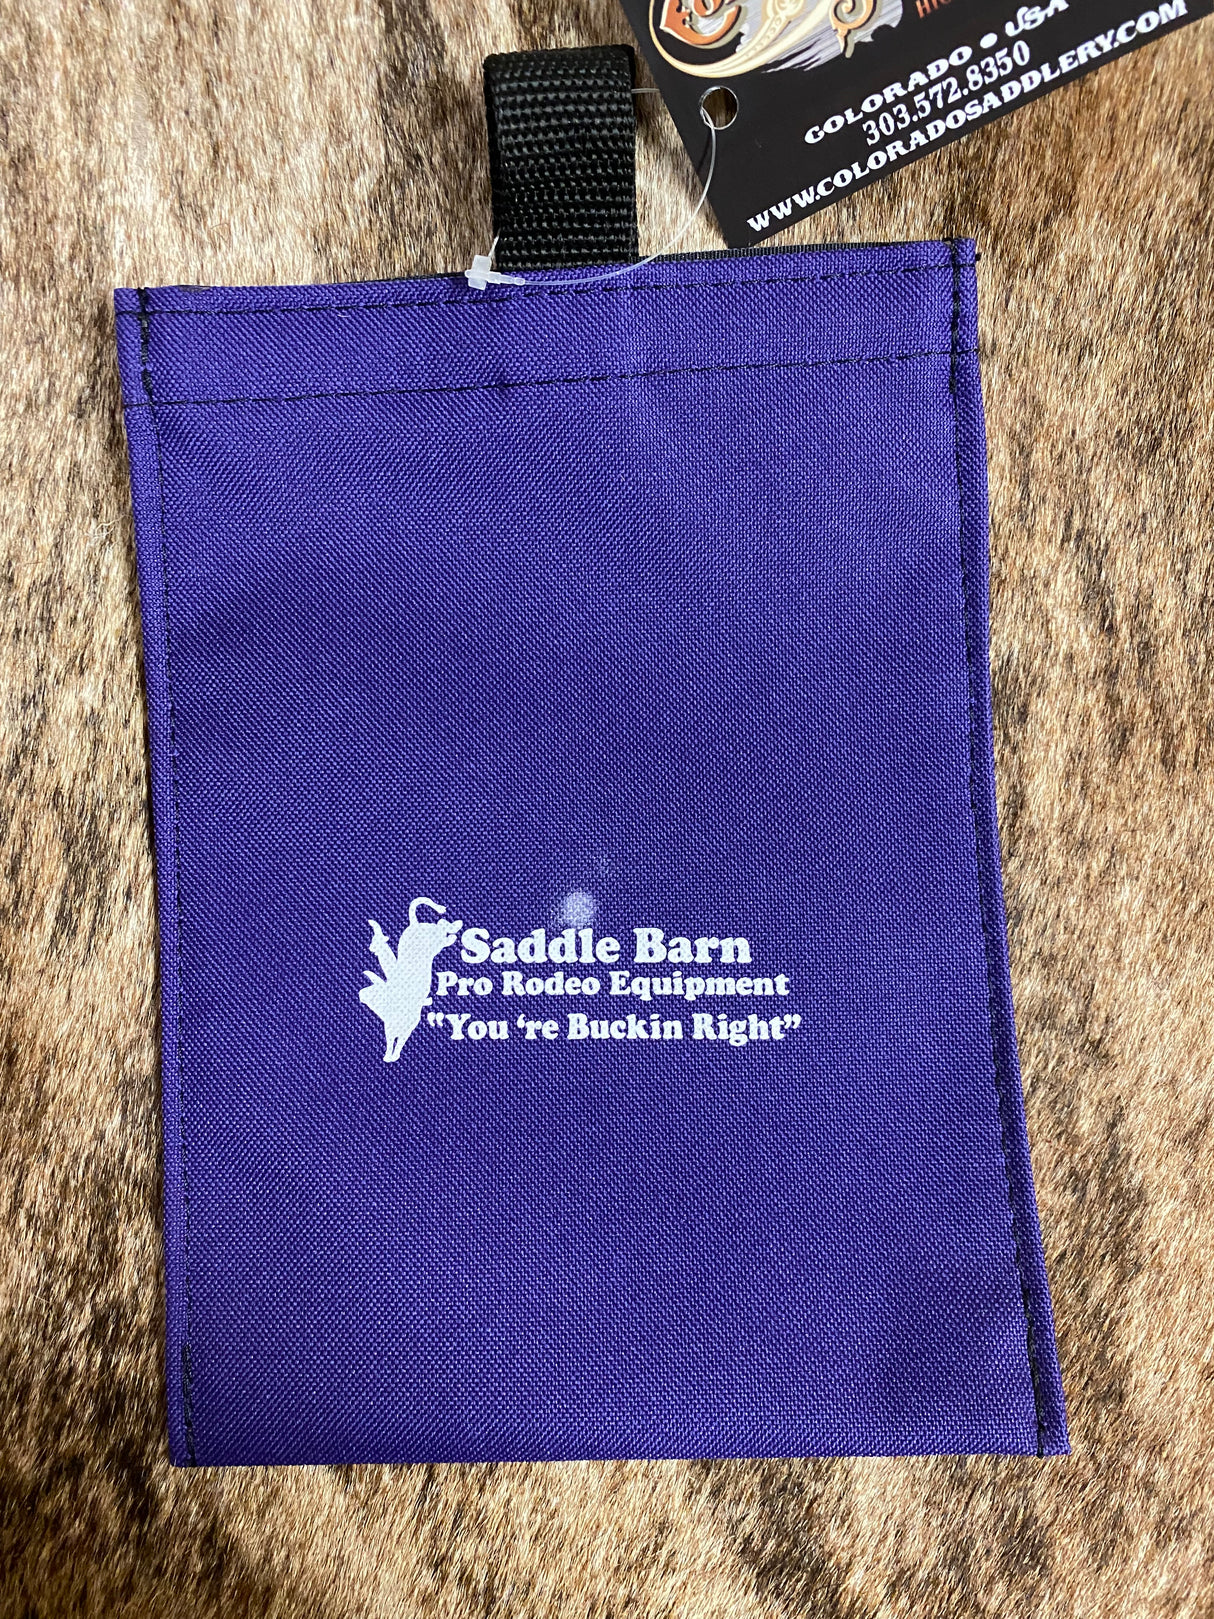 COLORADO • USA
303.572.8350
WWW.COLORADOSADDLERY.COM
Saddle Barn
Pro Rodeo Equipment
“You ‘re Buckin Right”